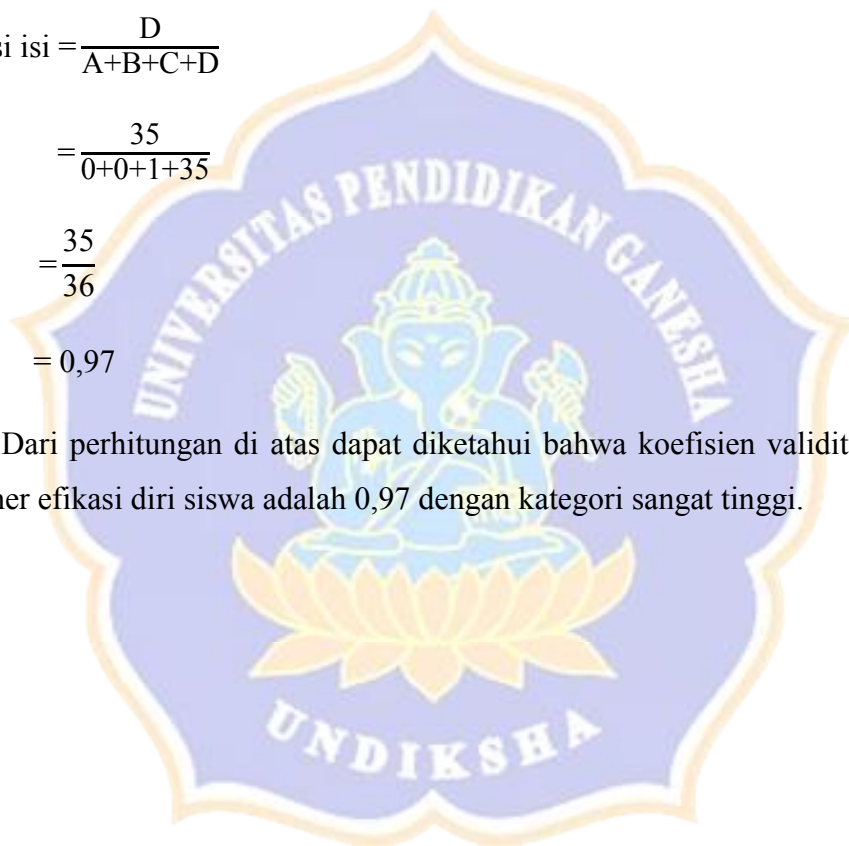 si isi = D / A+B+C+D
= 35 / 0+0+1+35
= 35 / 36
= 0,97
Dari perhitungan di atas dapat diketahui bahwa koefisien validit
ner efikasi diri siswa adalah 0,97 dengan kategori sangat tinggi.
UNIVERSITAS PENDIDIKAN GANESHA
UNDIKSHA